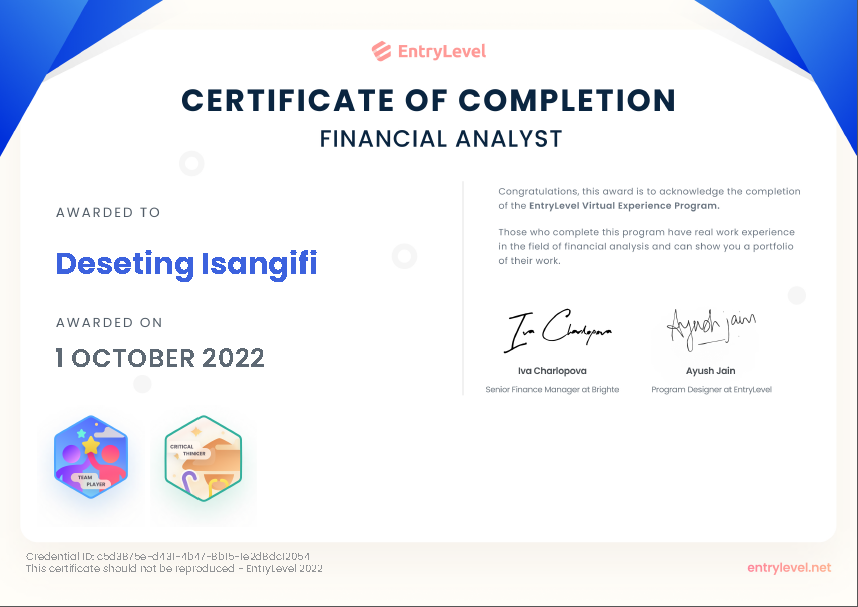 EntryLevel
CERTIFICATE OF COMPLETION
FINANCIAL ANALYST
AWARDED TO
Deseting Isangifi
AWARDED ON
1 OCTOBER 2022
Congratulations, this award is to acknowledge the completion
of the EntryLevel Virtual Experience Program.
Those who complete this program have real work experience
in the field of financial analysis and can show you a portfolio
of their work.
Iva Charlopova
Ayush jain
Iva Charlopova
Ayush Jain
Senior Finance Manager at Brighte
Program Designer at EntryLevel
TEAM
PLAYER
CRITICAL
THINKER
Credential ID: c5d3875e-d431-4b47-8b15-1e2d8dc12054
This certificate should not be reproduced - EntryLevel 2022
entrylevel.net